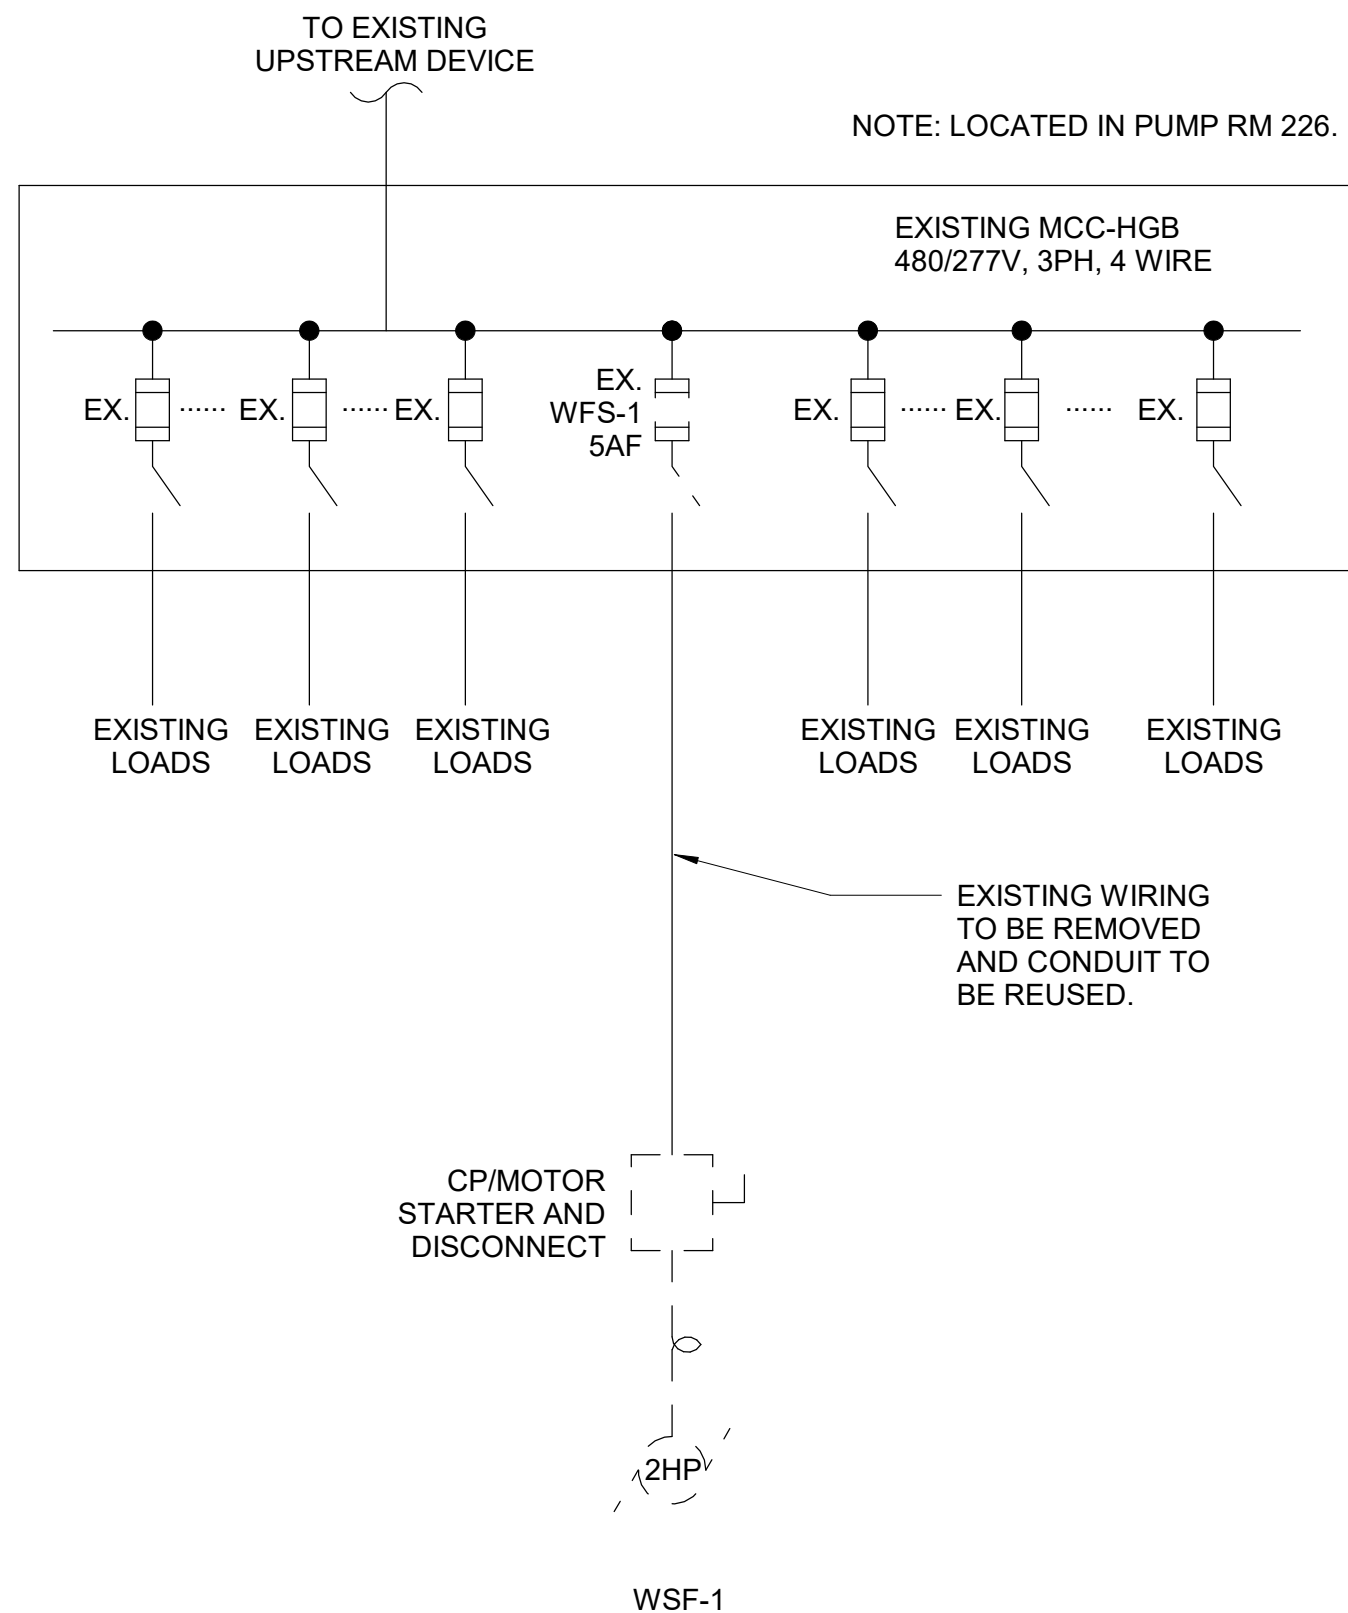 TO EXISTING
UPSTREAM DEVICE
NOTE: LOCATED IN PUMP RM 226.
EXISTING MCC-HGB
480/277V, 3PH, 4 WIRE
EX.
EX.
EX.
EX.
WFS-1
5AF
EX.
EX.
EX.
EXISTING
LOADS
EXISTING
LOADS
EXISTING
LOADS
EXISTING
LOADS
EXISTING
LOADS
EXISTING
LOADS
EXISTING WIRING
TO BE REMOVED
AND CONDUIT TO
BE REUSED.
CP/MOTOR
STARTER AND
DISCONNECT
2HP
WSF-1